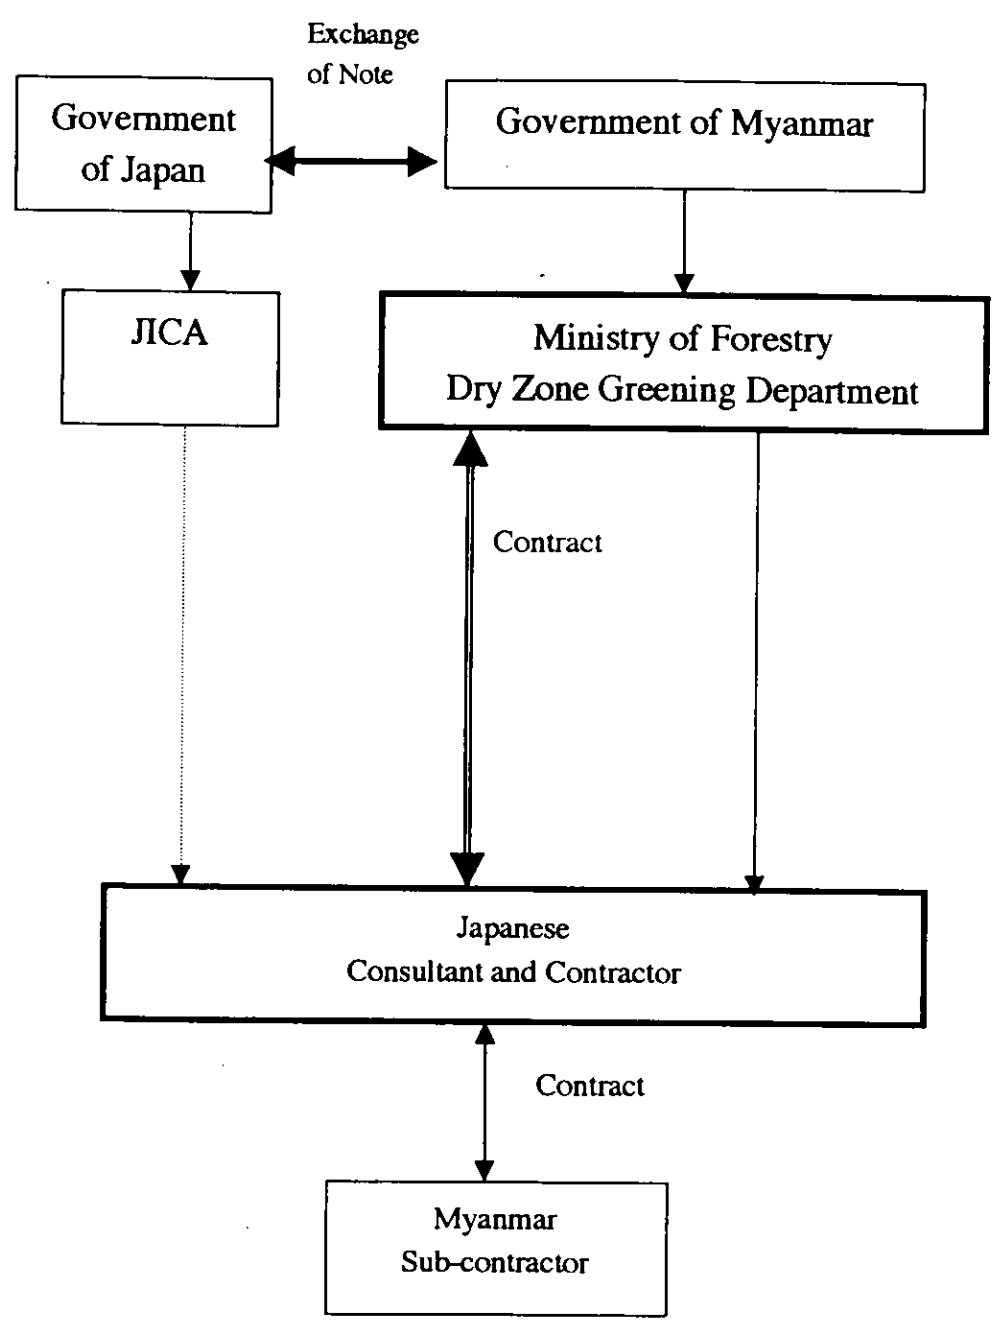 Exchange
of Note
Government
of Japan
Government of Myanmar
JICA
Ministry of Forestry
Dry Zone Greening Department
Contract
Japanese
Consultant and Contractor
Contract
Myanmar
Sub-contractor